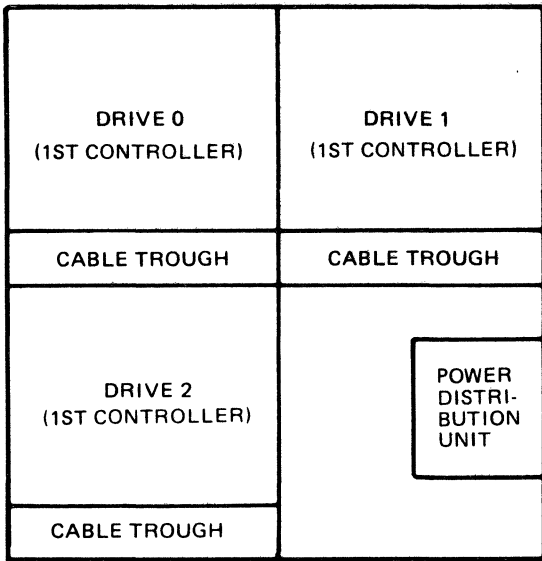 DRIVE 0
(1ST CONTROLLER)
DRIVE 1
(1ST CONTROLLER)
CABLE TROUGH
CABLE TROUGH
DRIVE 2
(1ST CONTROLLER)
POWER
DISTRI-
BUTION
UNIT
CABLE TROUGH